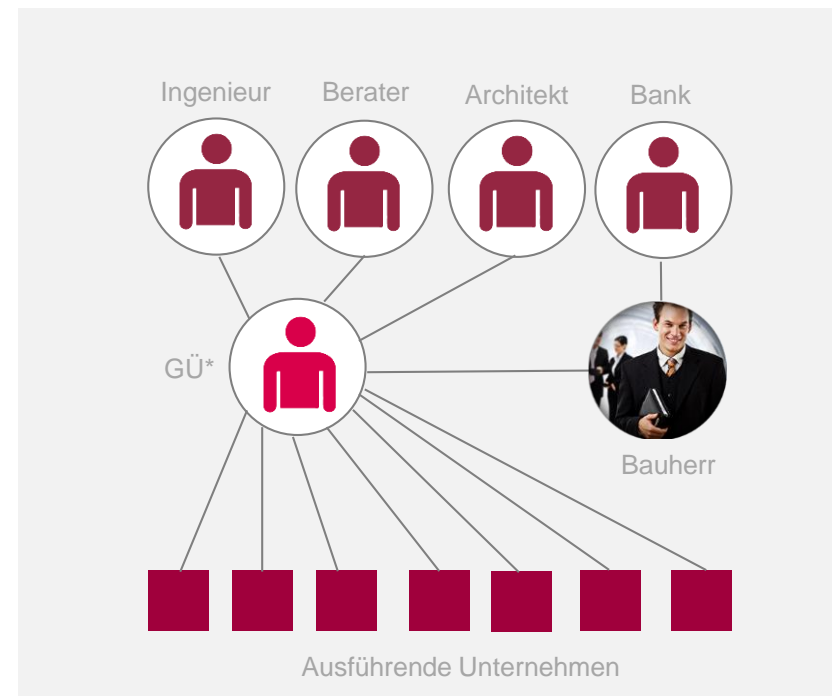 Ingenieur
Berater
Architekt
Bank
GÜ*
Bauherr
Ausführende Unternehmen